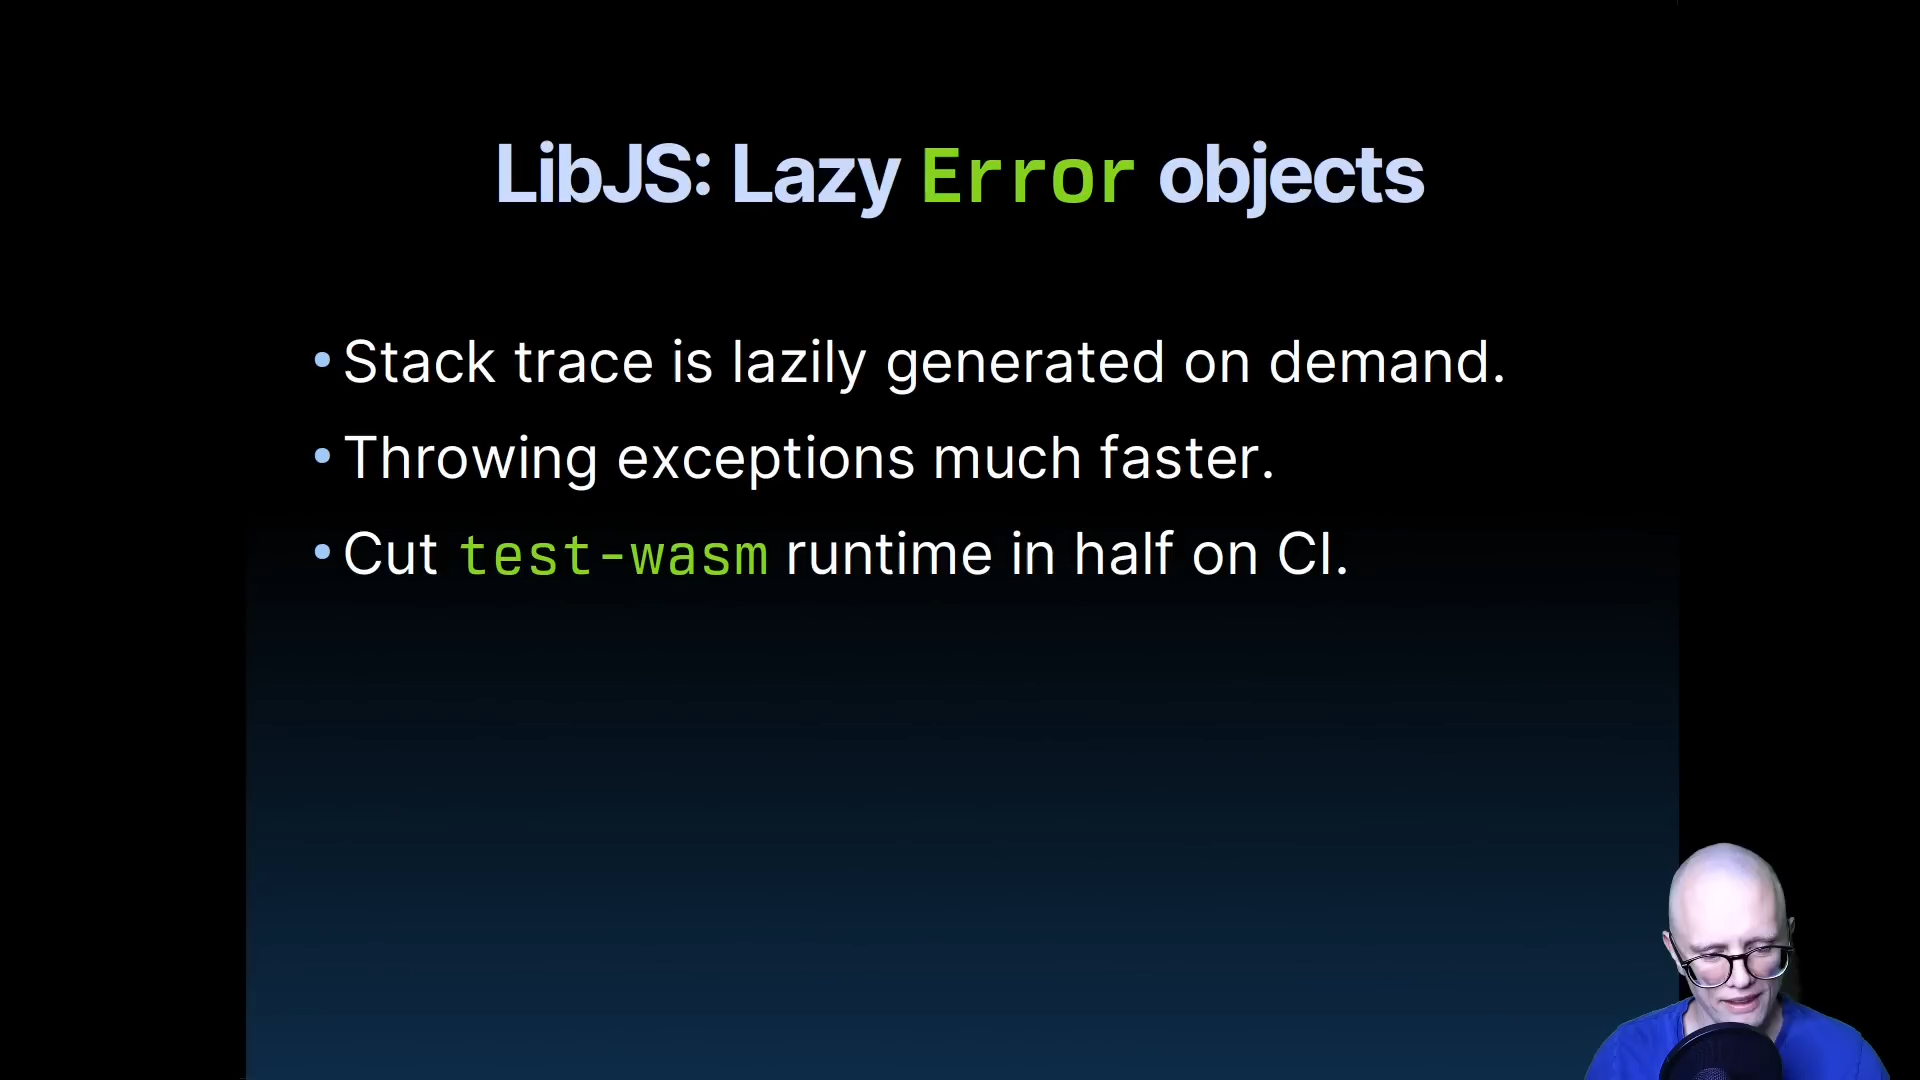 LibJS: Lazy Error objects
• Stack trace is lazily generated on demand.
• Throwing exceptions much faster.
• Cut test-wasm runtime in half on CI.